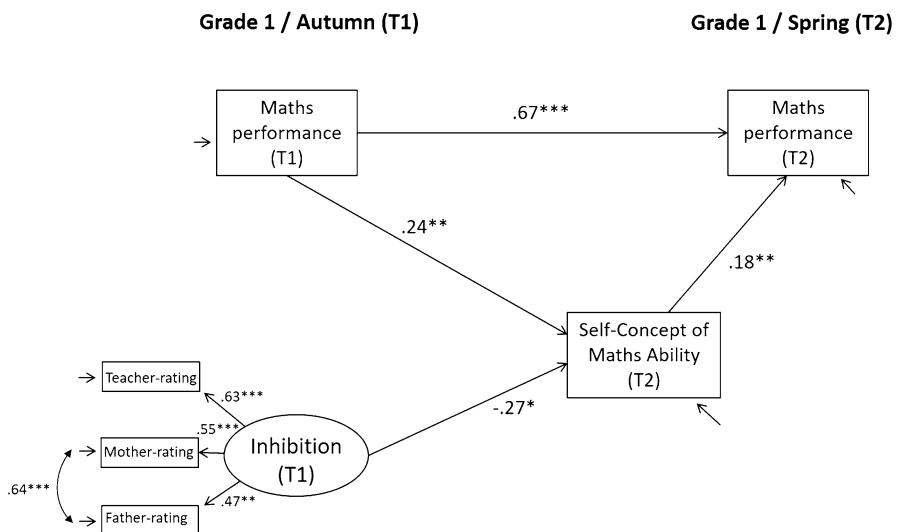 Grade 1 / Autumn (T1)
Grade 1 / Spring (T2)
Maths
performance
(T1)
.67***
Maths
performance
(T2)
.24**
.18**
Self-Concept of
Maths Ability
(T2)
-.27*
Teacher-rating
.63***
.55***
Mother-rating
Inhibition
(T1)
.64***
.47**
Father-rating